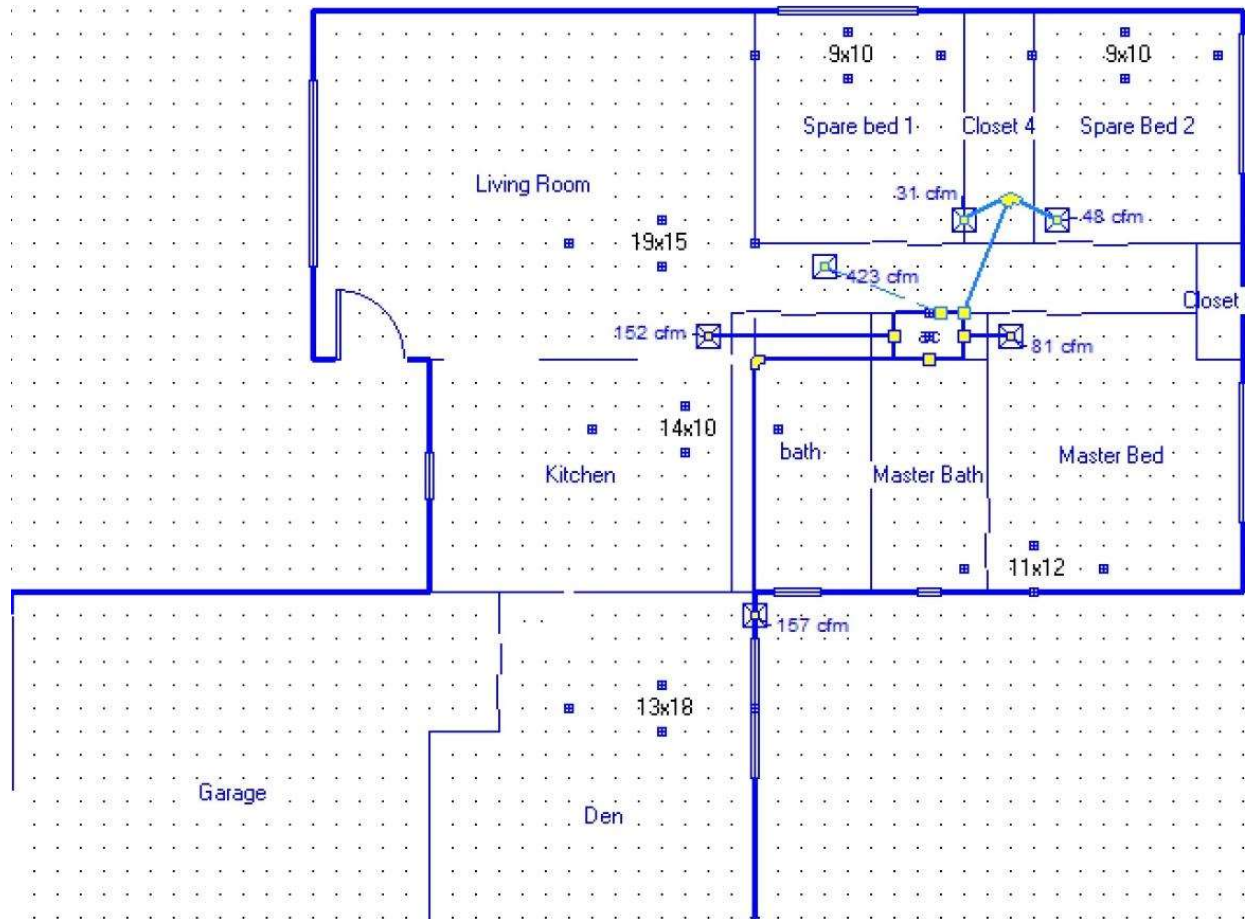 9x10
9x10
Spare bed 1
Closet 4
Spare Bed 2
Living Room
31 cfm
48 cfm
19x15
423 cfm
Closet
152 cfm
81 cfm
14x10
bath
Master Bed
Kitchen
Master Bath
11x12
157 cfm
13x18
Garage
Den